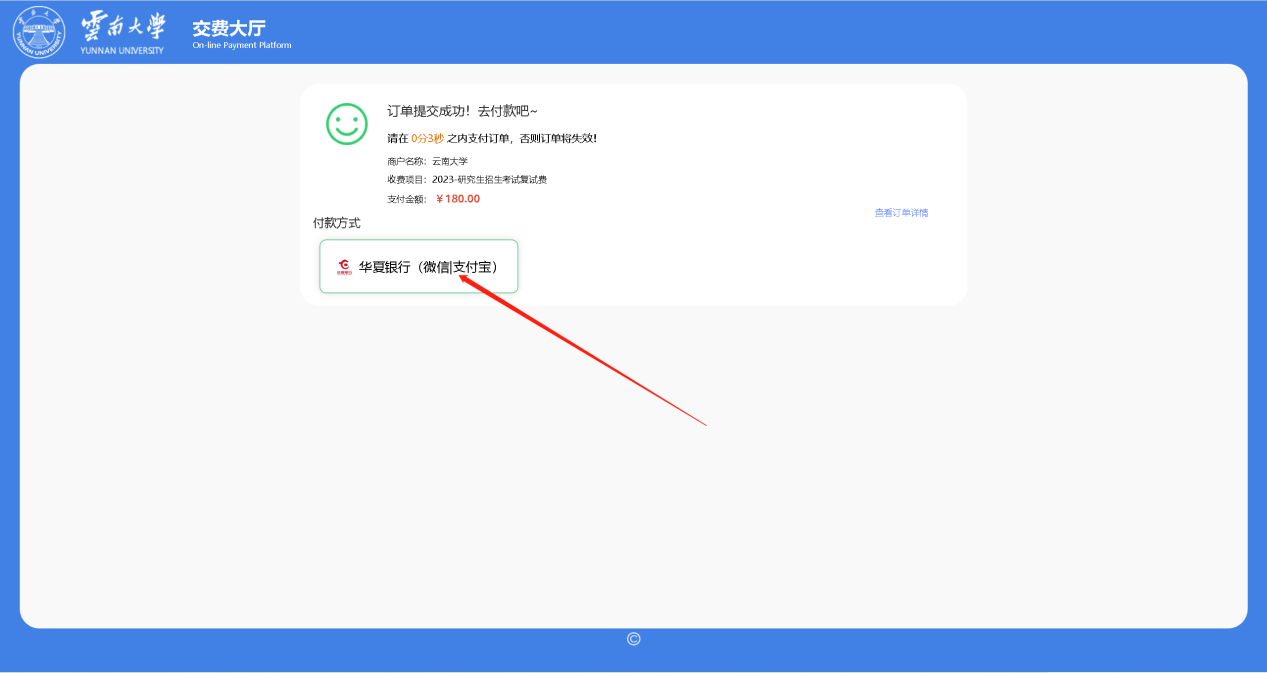 雲南大學
YUNNAN UNIVERSITY
YUNNAN UNIVERSITY
交费大厅
On-line Payment Platform
订单提交成功！去付款吧~
请在 0分3秒 之内支付订单，否则订单将失效!
商户名称：云南大学
收费项目：2023-研究生招生考试复试费
支付金额：￥180.00
查看订单详情
付款方式
华夏银行（微信|支付宝）
©